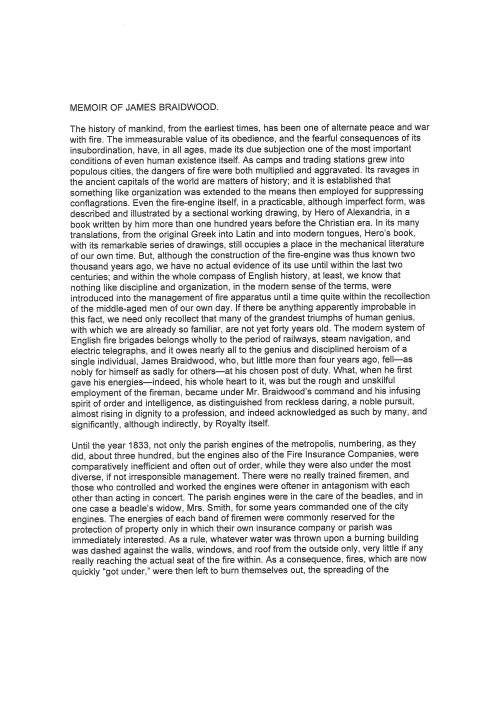 MEMOIR OF JAMES BRAIDWOOD.
The history of mankind, from the earliest times, has been one of alternate peace and war
with fire. The immeasurable value of its obedience, and the fearful consequences of its
insubordination, have, in all ages, made its due subjection one of the most important
conditions of even human existence itself. As camps and trading stations grew into
populous cities, the dangers of fire were both multiplied and aggravated. Its ravages in
the ancient capitals of the world are matters of history; and it is established that
something like organization was extended to the means then employed for suppressing
conflagrations. Even the fire-engine itself, in a practicable, although imperfect form, was
described and illustrated by a sectional working drawing, by Hero of Alexandria, in a
book written by him more than one hundred years before the Christian era. In its many
translations, from the original Greek into Latin and into modern tongues, Hero's book,
with its remarkable series of drawings, still occupies a place in the mechanical literature
of our own time. But, although the construction of the fire-engine was thus known two
thousand years ago, we have no actual evidence of its use until within the last two
centuries; and within the whole compass of English history, at least, we know that
nothing like discipline and organization, in the modern sense of the terms, were
introduced into the management of fire apparatus until a time quite within the recollection
of the middle-aged men of our own day. If there be anything apparently improbable in
this fact, we need only recollect that many of the grandest triumphs of human genius,
with which we are already so familiar, are not yet forty years old. The modern system of
English fire brigades belongs wholly to the period of railways, steam navigation, and
electric telegraphs, and it owes nearly all to the genius and disciplined heroism of a
single individual, James Braidwood, who, but little more than four years ago, fell—as
nobly for himself as sadly for others—at his chosen post of duty. What, when he first
gave his energies—indeed, his whole heart to it, was but the rough and unskilful
employment of the fireman, became under Mr. Braidwood's command and his infusing
spirit of order and intelligence, as distinguished from reckless daring, a noble pursuit,
almost rising in dignity to a profession, and indeed acknowledged as such by many, and
significantly, although indirectly, by Royalty itself.
Until the year 1833, not only the parish engines of the metropolis, numbering, as they
did, about three hundred, but the engines also of the Fire Insurance Companies, were
comparatively inefficient and often out of order, while they were also under the most
diverse, if not irresponsible management. There were no really trained firemen, and
those who controlled and worked the engines were oftener in antagonism with each
other than acting in concert. The parish engines were in the care of the beadles, and in
one case a beadle's widow, Mrs. Smith, for some years commanded one of the city
engines. The energies of each band of firemen were commonly reserved for the
protection of property only in which their own insurance company or parish was
immediately interested. As a rule, whatever water was thrown upon a burning building
was dashed against the walls, windows, and roof from the outside only, very little if any
really reaching the actual seat of the fire within. As a consequence, fires, which are now
quickly "got under," were then left to burn themselves out, the spreading of the